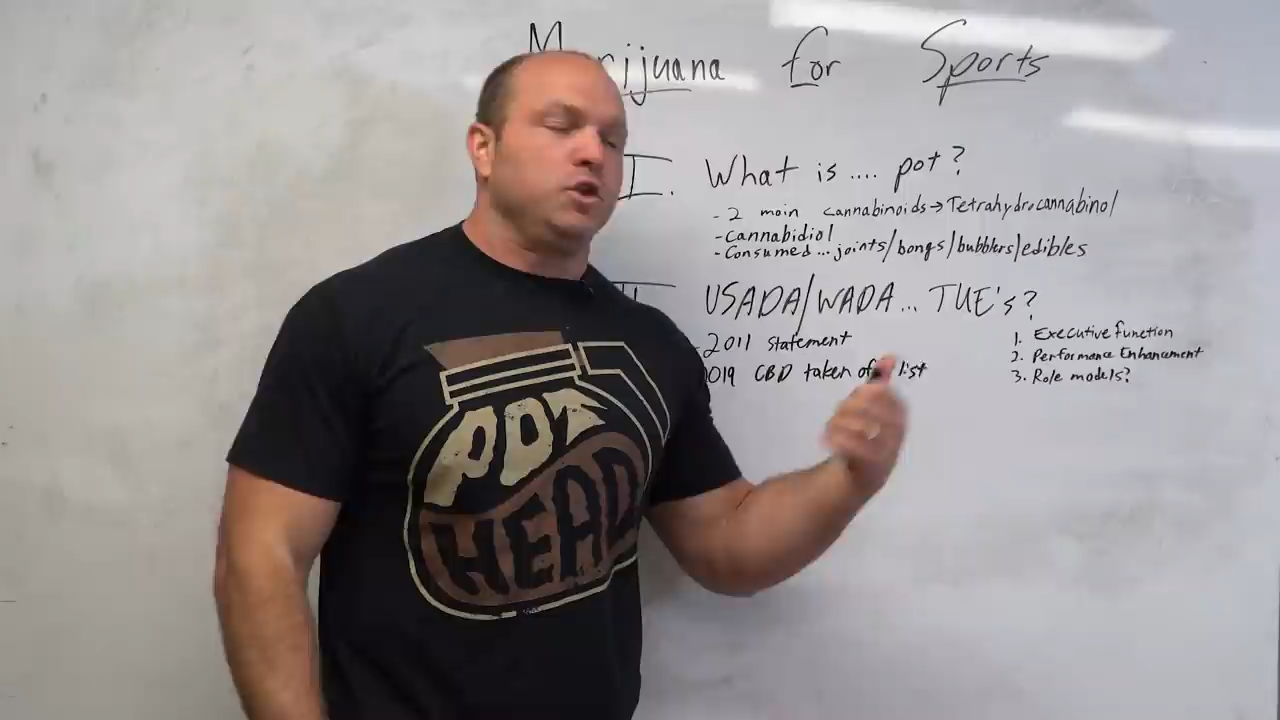 Marijuana for Sports
I. What is .... pot?
- 2 main cannabinoids → Tetrahydrocannabinol
- Cannabidiol
- Consumed ... joints/bongs/bubblers/edibles
II. USADA/WADA ... TUE's?
- 2011 statement
2019 CBD taken off list
1. Executive function
2. Performance Enhancement
3. Role models?
POT
HEAD